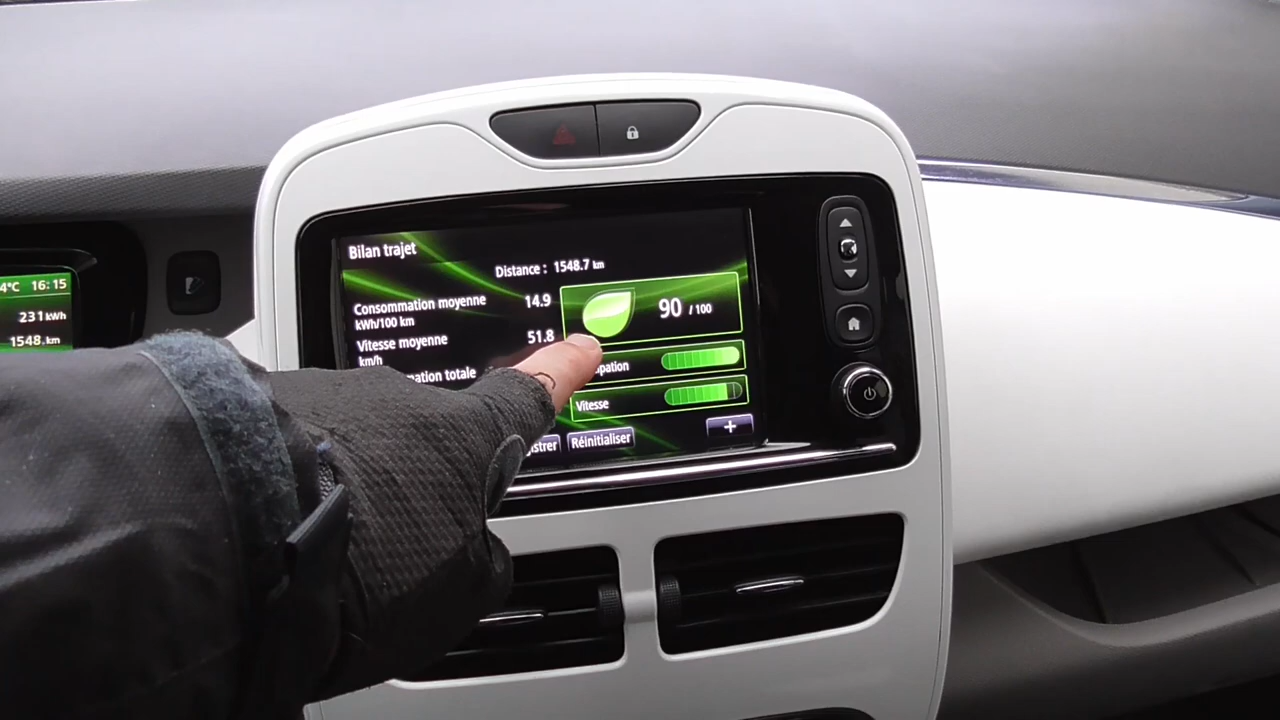 Bilan trajet
Distance : 1548.7 km
Consommation moyenne 14.9
kWh/100 km
90 / 100
Vitesse moyenne 51.8
km/h
Vitesse
Réinitialiser
+
4°C 16:15
231 kWh
1548. km